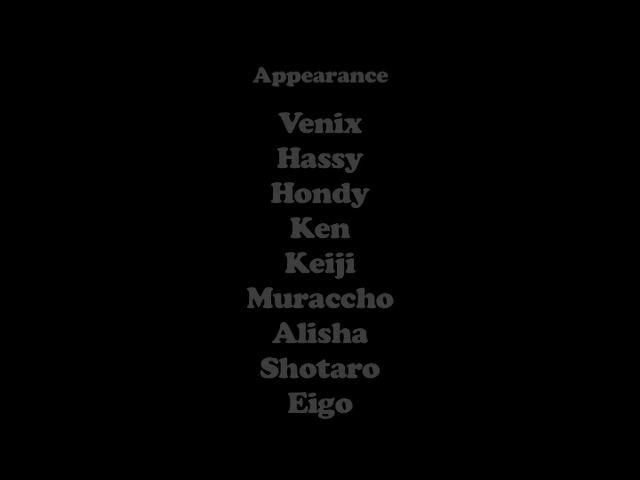 Appearance
Venix
Hassy
Hondy
Ken
Keiji
Muraccho
Alisha
Shotaro
Eigo